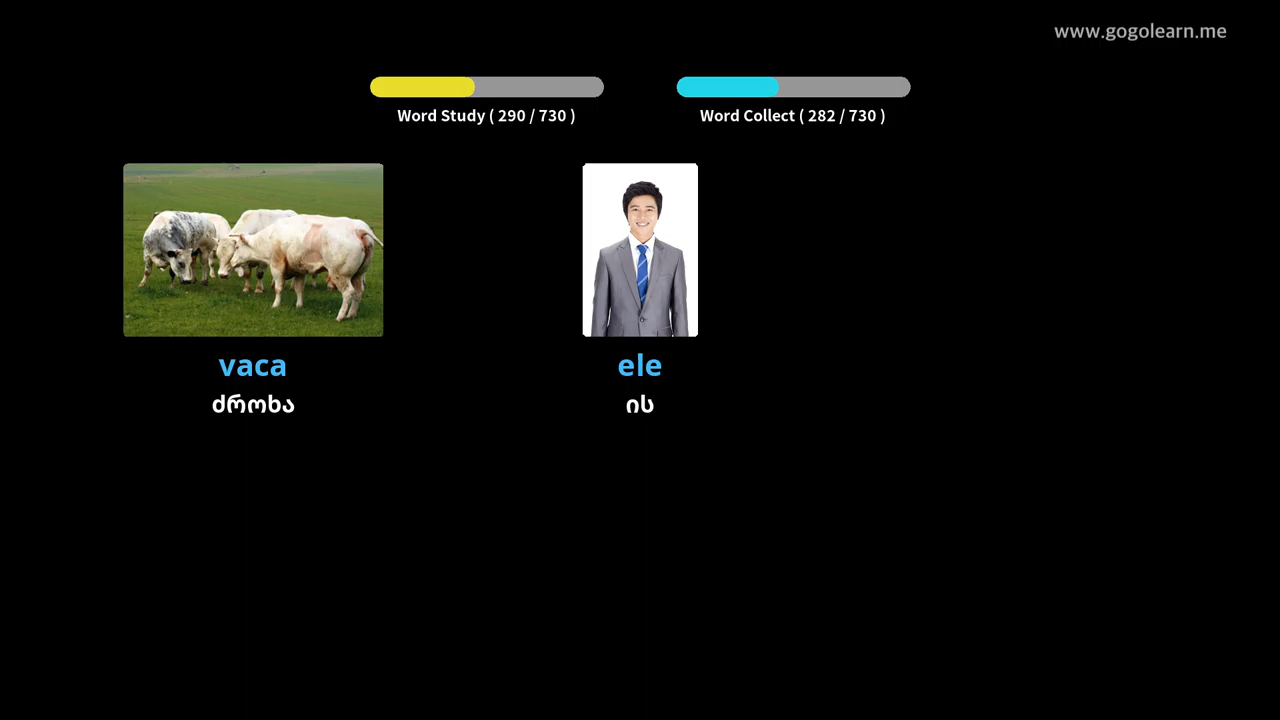 www.gogolearn.me
Word Study ( 290 / 730 )
Word Collect ( 282 / 730 )
vaca
ძროხა
ele
ის